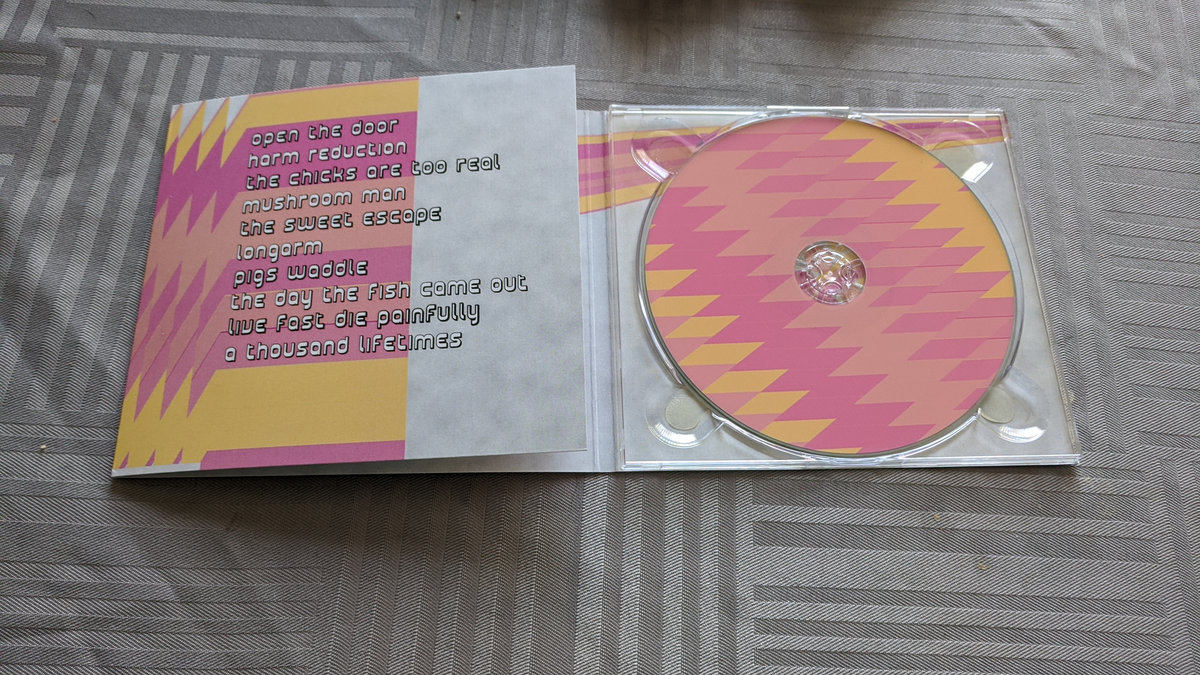 open the door
harm reduction
the chicks are too real
mushroom man
the sweet escape
longarm
pigs waddle
the day the fish came out
live fast die painfully
a thousand lifetimes